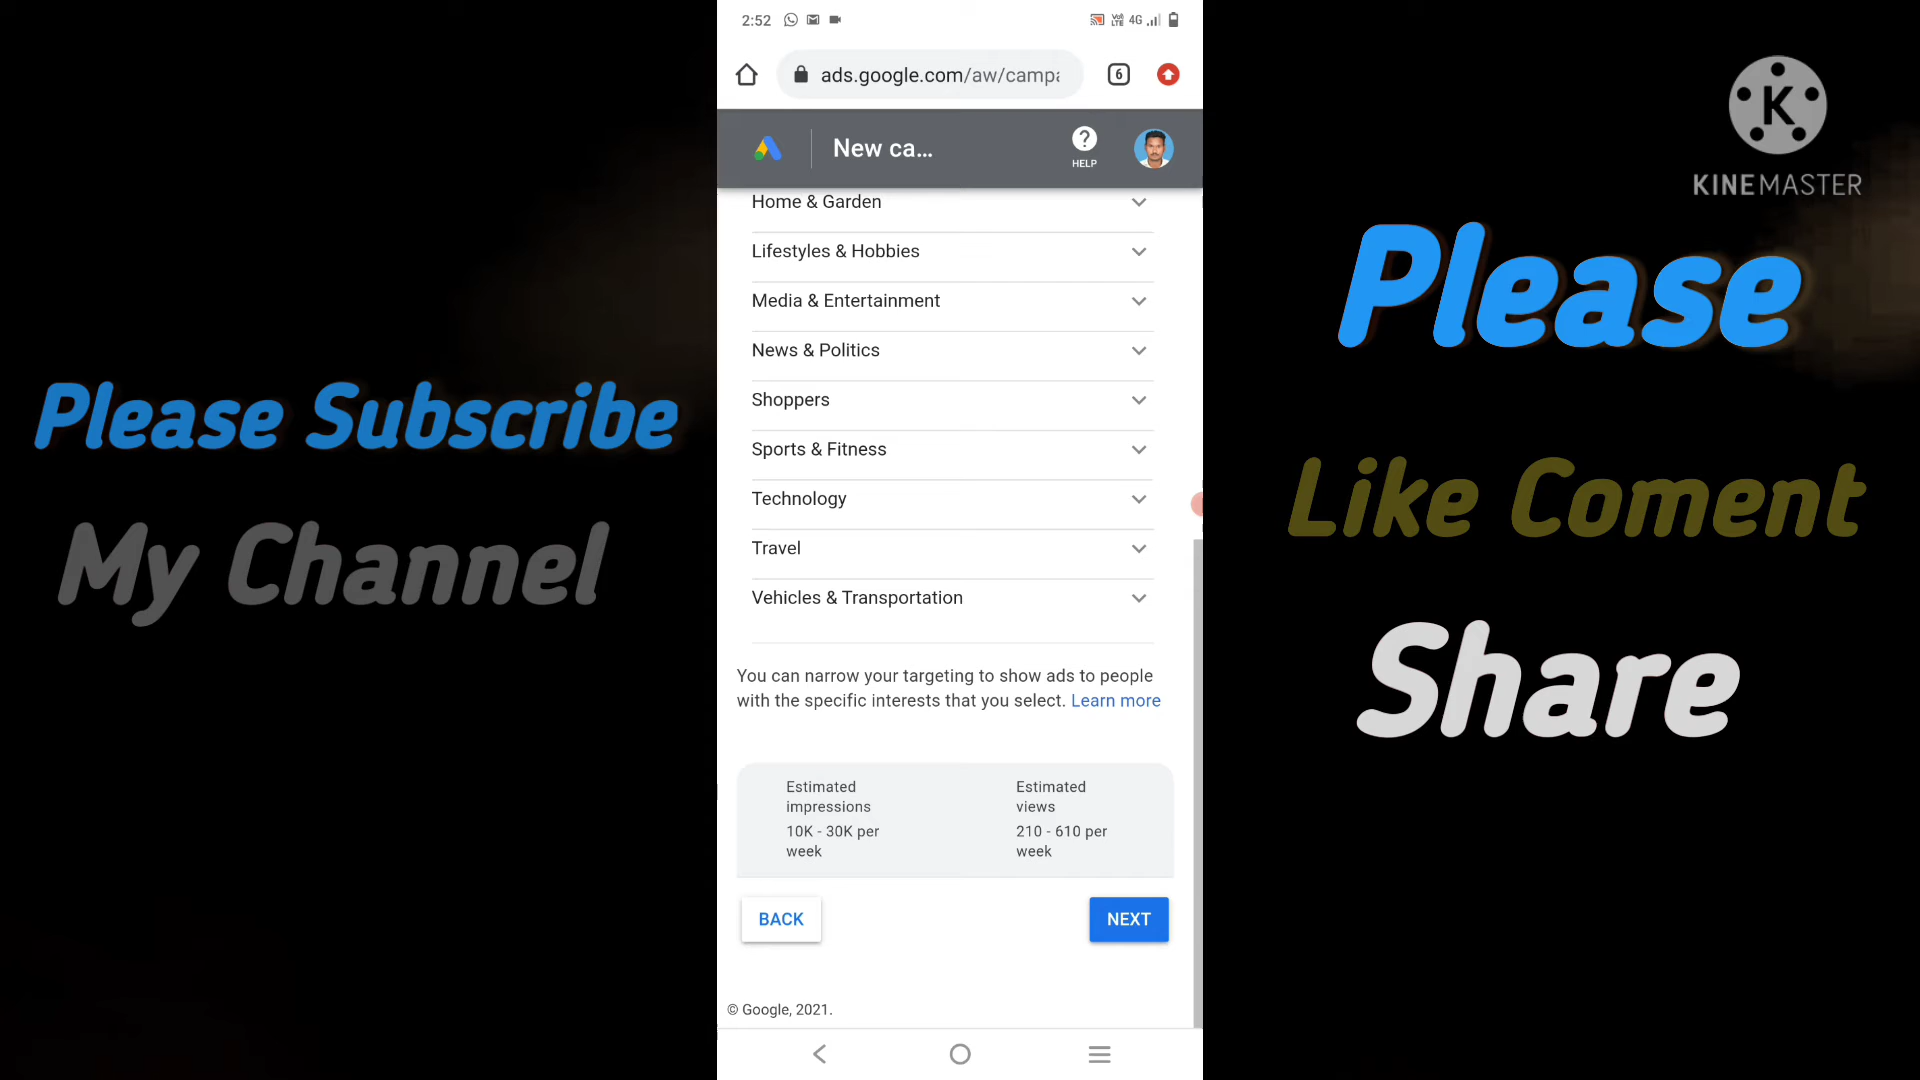 2:52
Vo)
LTE
4G
ads.google.com/aw/campa
6
New ca...
HELP
Home & Garden
Lifestyles & Hobbies
Media & Entertainment
News & Politics
Shoppers
Sports & Fitness
Technology
Travel
Vehicles & Transportation
You can narrow your targeting to show ads to people
with the specific interests that you select. Learn more
Estimated
impressions
10K - 30K per
week
Estimated
views
210 - 610 per
week
BACK
NEXT
© Google, 2021.
Please Subscribe
My Channel
K
KINEMASTER
Please
Like Coment
Share